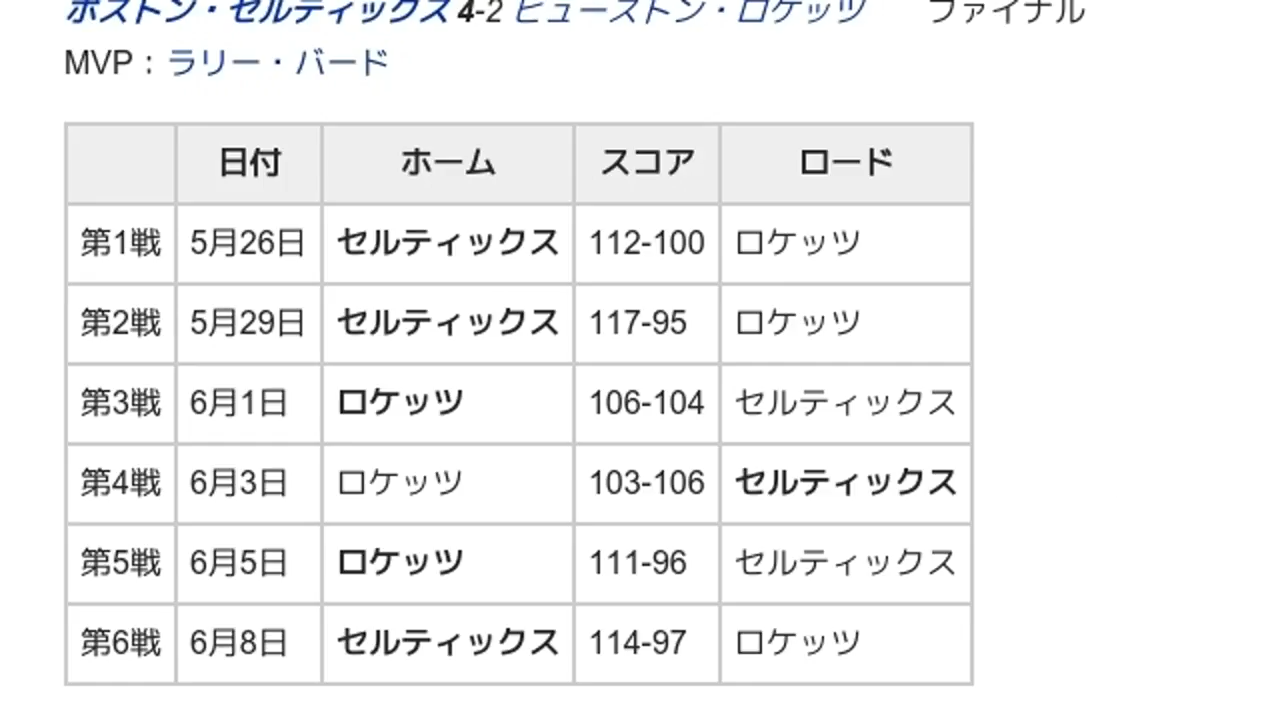 ボストン・セルティックス 4-2 ヒューストン・ロケッツ ファイナル
MVP：ラリー・バード
日付 ホーム スコア ロード
第1戦 5月26日 セルティックス 112-100 ロケッツ
第2戦 5月29日 セルティックス 117-95 ロケッツ
第3戦 6月1日 ロケッツ 106-104 セルティックス
第4戦 6月3日 ロケッツ 103-106 セルティックス
第5戦 6月5日 ロケッツ 111-96 セルティックス
第6戦 6月8日 セルティックス 114-97 ロケッツ